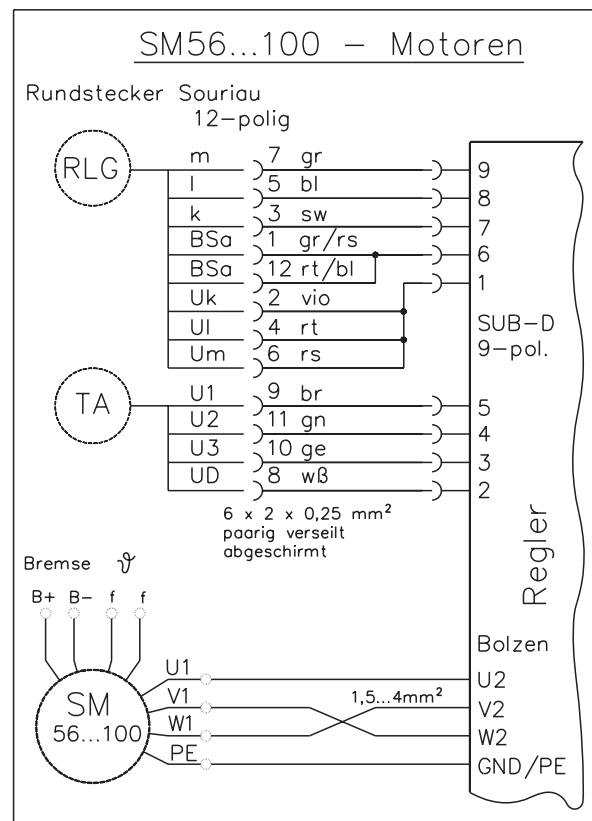 SM56...100 – Motoren
Rundstecker Souriau
12–polig
RLG
m 7 gr 9
l 5 bl 8
k 3 sw 7
BSa 1 gr/rs 6
BSa 12 rt/bl 1
Uk 2 vio
Ul 4 rt
Um 6 rs
SUB–D
9–pol.
TA
U1 9 br 5
U2 11 gn 4
U3 10 ge 3
UD 8 wß 2
6 x 2 x 0,25 mm²
paarig verseilt
abgeschirmt
Regler
Bremse ϑ
B+ B– f f
Bolzen
SM
56...100
U1 U2
V1 1,5...4mm² V2
W1 W2
PE GND/PE